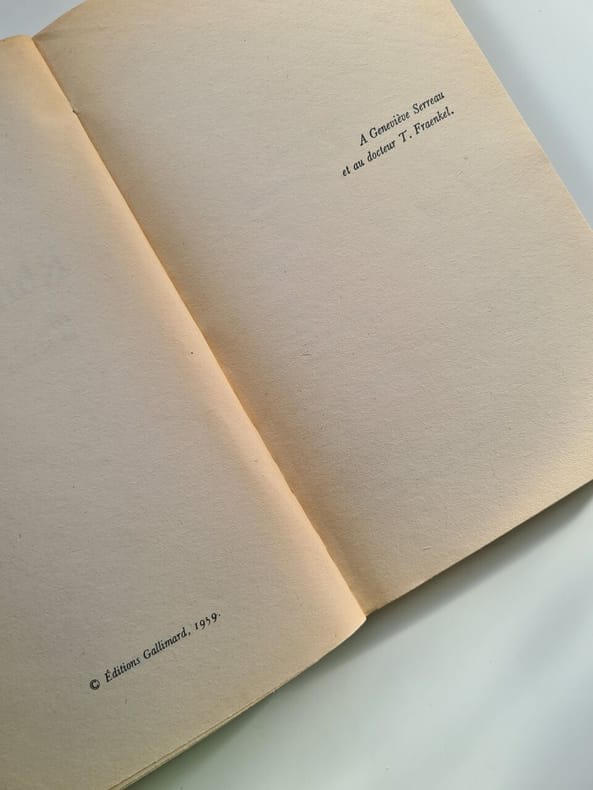 © Éditions Gallimard, 1959.
A Geneviève Serreau
et au docteur T. Fraenkel.